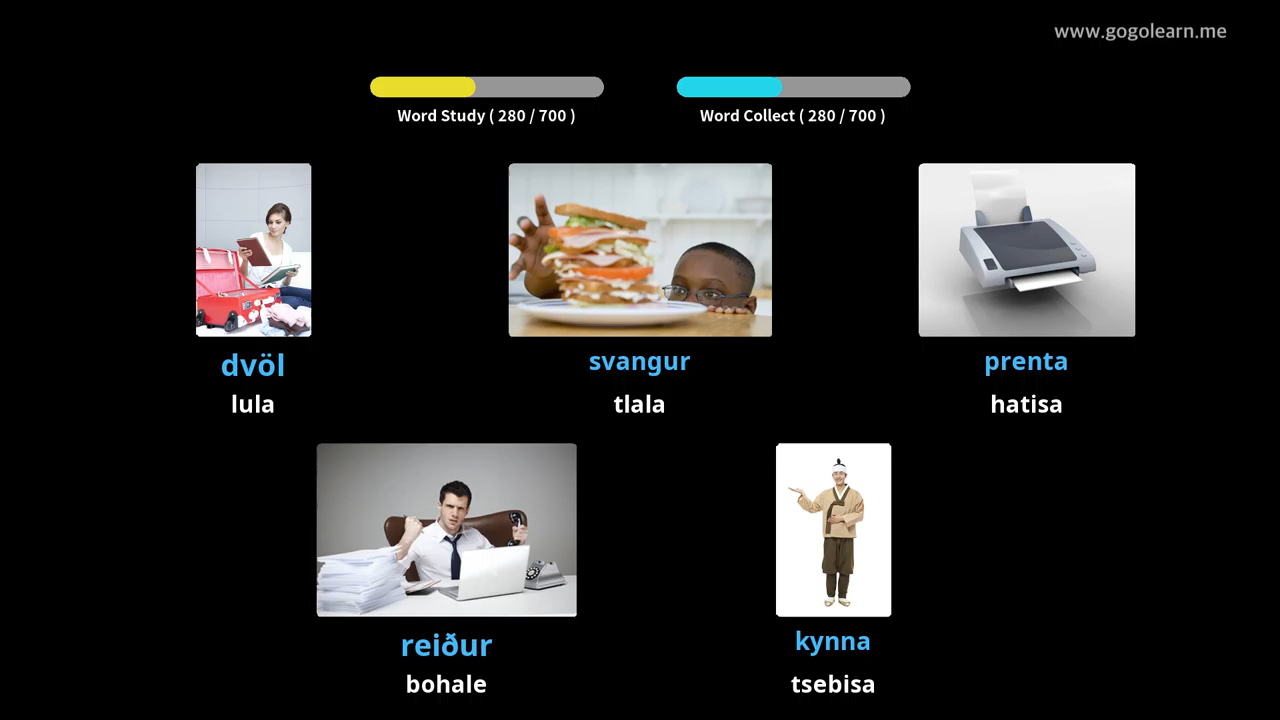 www.gogolearn.me
Word Study ( 280 / 700 )
Word Collect ( 280 / 700 )
dvöl
lula
svangur
tlala
prenta
hatisa
reiður
bohale
kynna
tsebisa